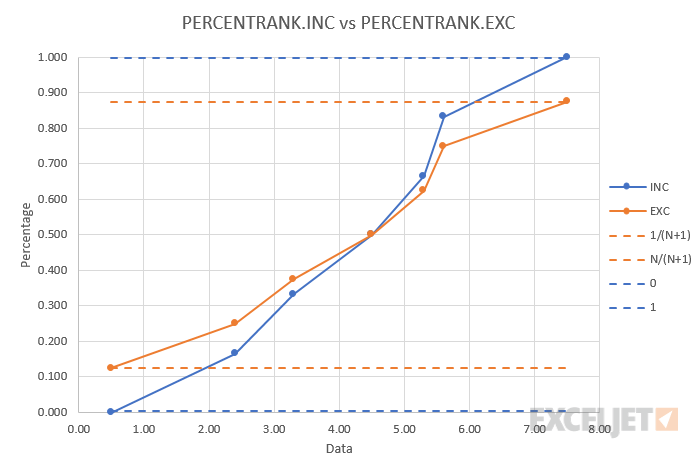 PERCENTRANK.INC vs PERCENTRANK.EXC
1.000
0.900
0.800
0.700
0.600
0.500
0.400
0.300
0.200
0.100
0.000
Percentage
0.00 1.00 2.00 3.00 4.00 5.00 6.00 7.00 8.00
Data
INC
EXC
1/(N+1)
N/(N+1)
0
1
EXCELJET